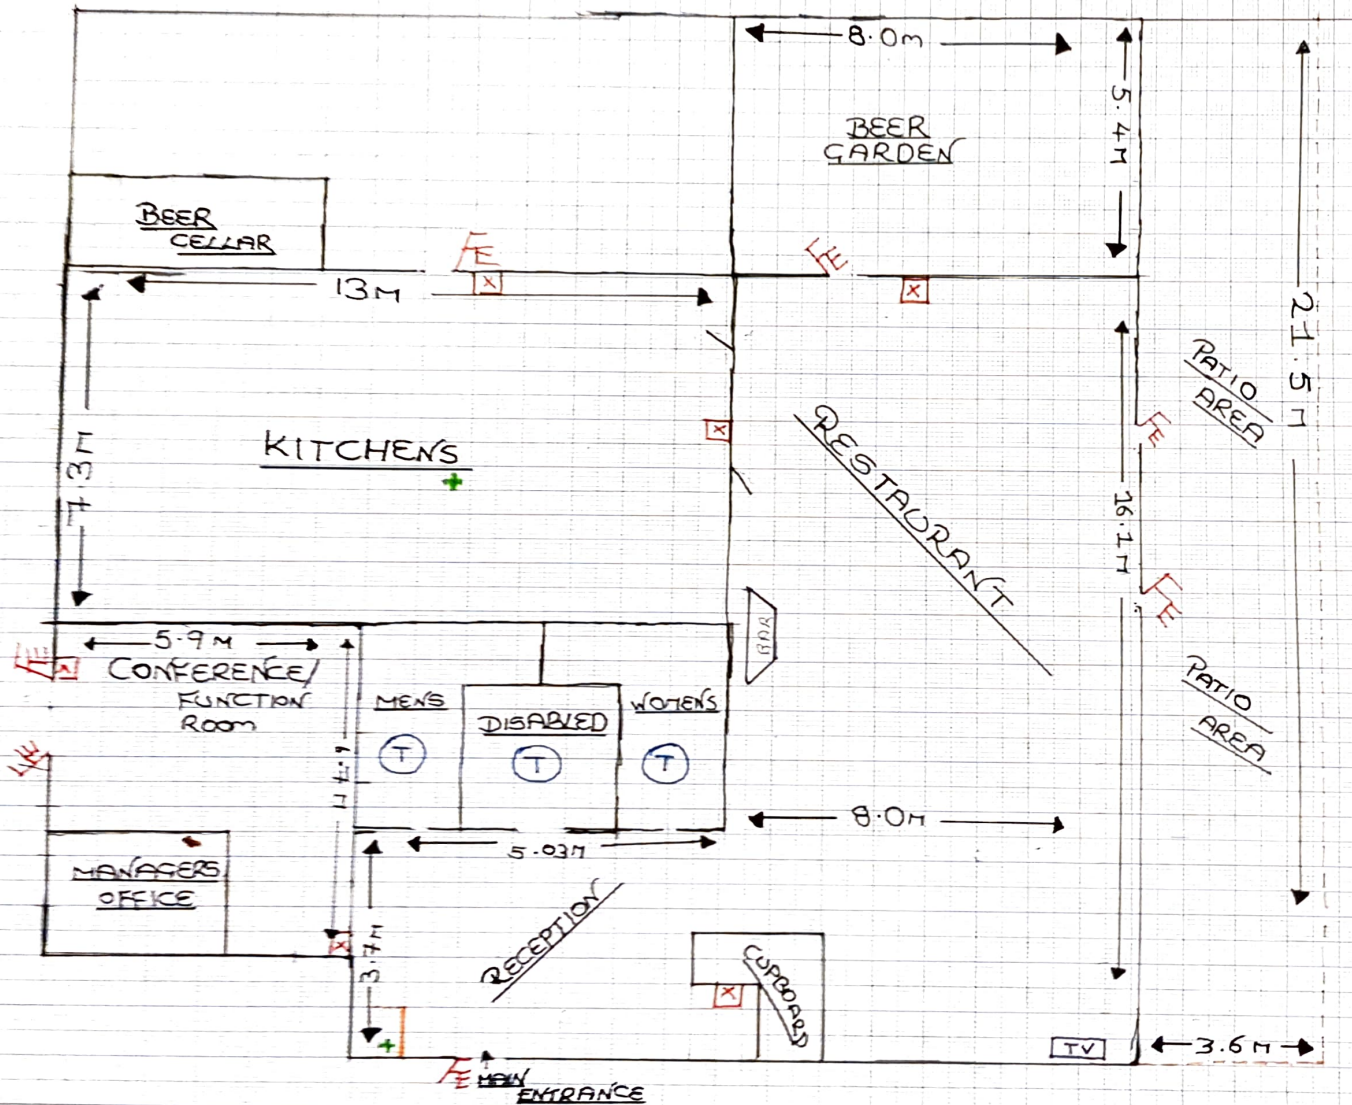 8.0m
5.4M
BEER
GARDEN
BEER
CELLAR
FE
FE
X
X
13M
21.5M
PATIO
AREA
7.3M
KITCHENS
+
X
RESTAURANT
FE
16.1M
FE
5.9M
FE
X
CONFERENCE/
FUNCTION
ROOM
BAR
MENS
DISABLED
WOMENS
T
T
T
PATIO
AREA
FE
8.0M
5.03M
MANAGERS
OFFICE
X
3.7M
RECEPTION
CUPBOARD
X
+
TV
3.6M
FE MAIN
ENTRANCE